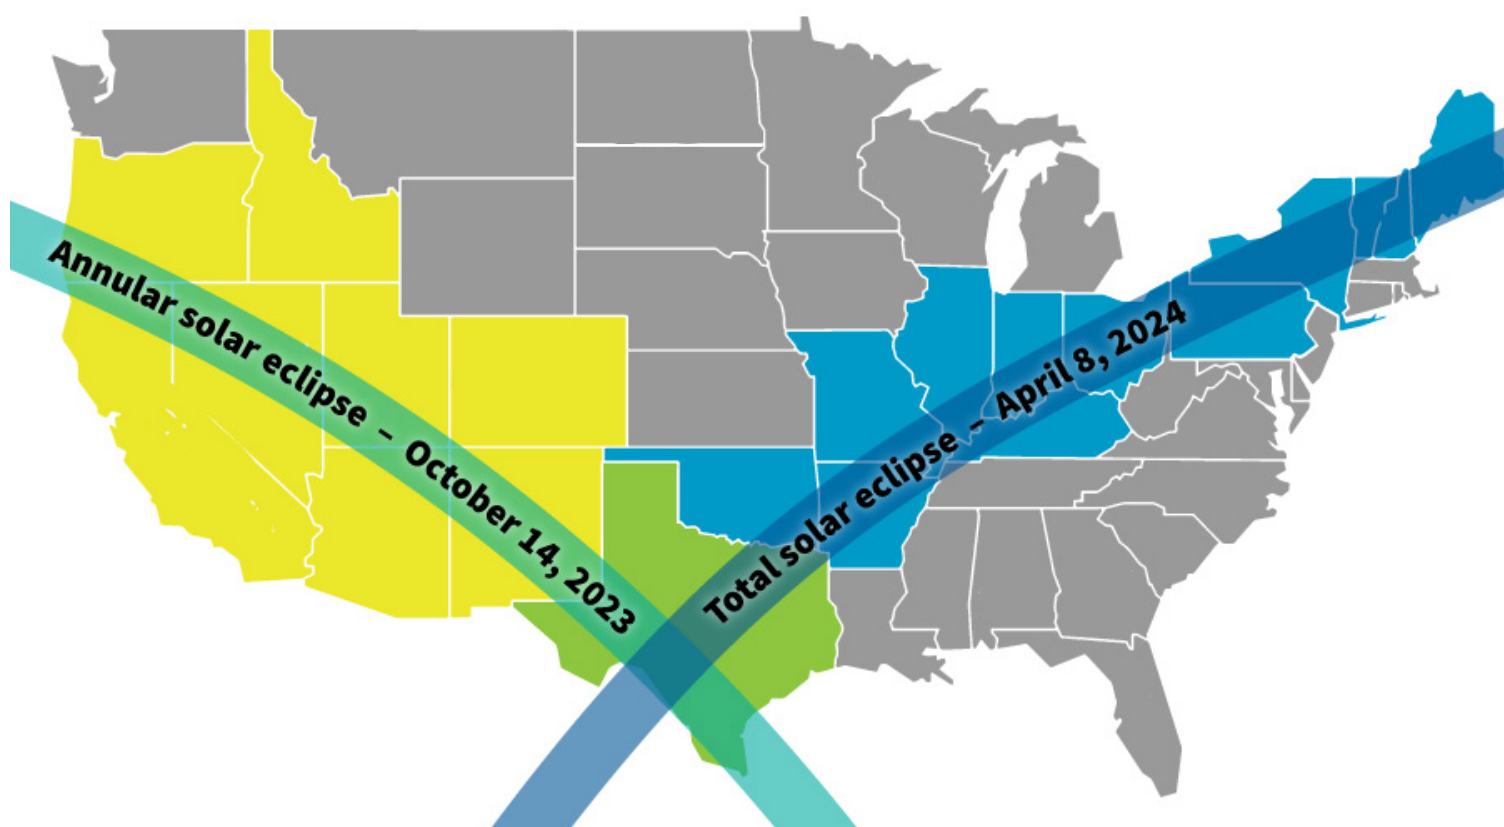 Annular solar eclipse – October 14, 2023
Total solar eclipse – April 8, 2024